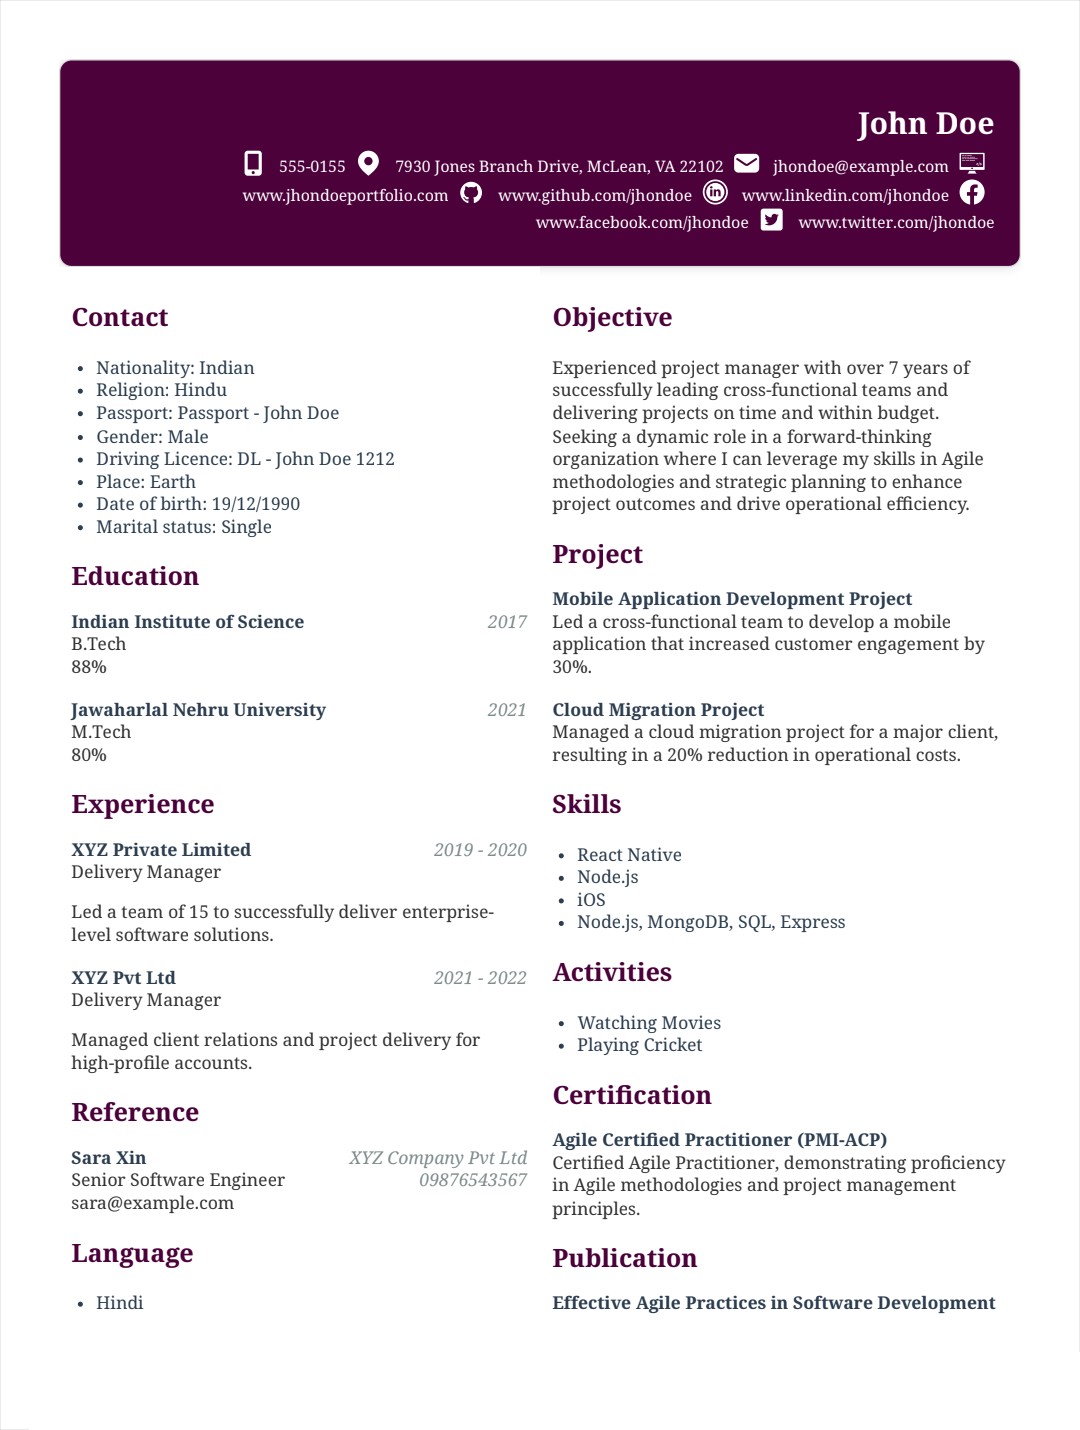 John Doe
555-0155 7930 Jones Branch Drive, McLean, VA 22102 jhondoe@example.com
www.jhondoeportfolio.com www.github.com/jhondoe www.linkedin.com/jhondoe
www.facebook.com/jhondoe www.twitter.com/jhondoe
Contact
• Nationality: Indian
• Religion: Hindu
• Passport: Passport - John Doe
• Gender: Male
• Driving Licence: DL - John Doe 1212
• Place: Earth
• Date of birth: 19/12/1990
• Marital status: Single
Education
Indian Institute of Science 2017
B.Tech
88%
Jawaharlal Nehru University 2021
M.Tech
80%
Experience
XYZ Private Limited 2019 - 2020
Delivery Manager
Led a team of 15 to successfully deliver enterprise-
level software solutions.
XYZ Pvt Ltd 2021 - 2022
Delivery Manager
Managed client relations and project delivery for
high-profile accounts.
Reference
Sara Xin XYZ Company Pvt Ltd
Senior Software Engineer 09876543567
sara@example.com
Language
• Hindi
Objective
Experienced project manager with over 7 years of
successfully leading cross-functional teams and
delivering projects on time and within budget.
Seeking a dynamic role in a forward-thinking
organization where I can leverage my skills in Agile
methodologies and strategic planning to enhance
project outcomes and drive operational efficiency.
Project
Mobile Application Development Project
Led a cross-functional team to develop a mobile
application that increased customer engagement by
30%.
Cloud Migration Project
Managed a cloud migration project for a major client,
resulting in a 20% reduction in operational costs.
Skills
• React Native
• Node.js
• iOS
• Node.js, MongoDB, SQL, Express
Activities
• Watching Movies
• Playing Cricket
Certification
Agile Certified Practitioner (PMI-ACP)
Certified Agile Practitioner, demonstrating proficiency
in Agile methodologies and project management
principles.
Publication
Effective Agile Practices in Software Development